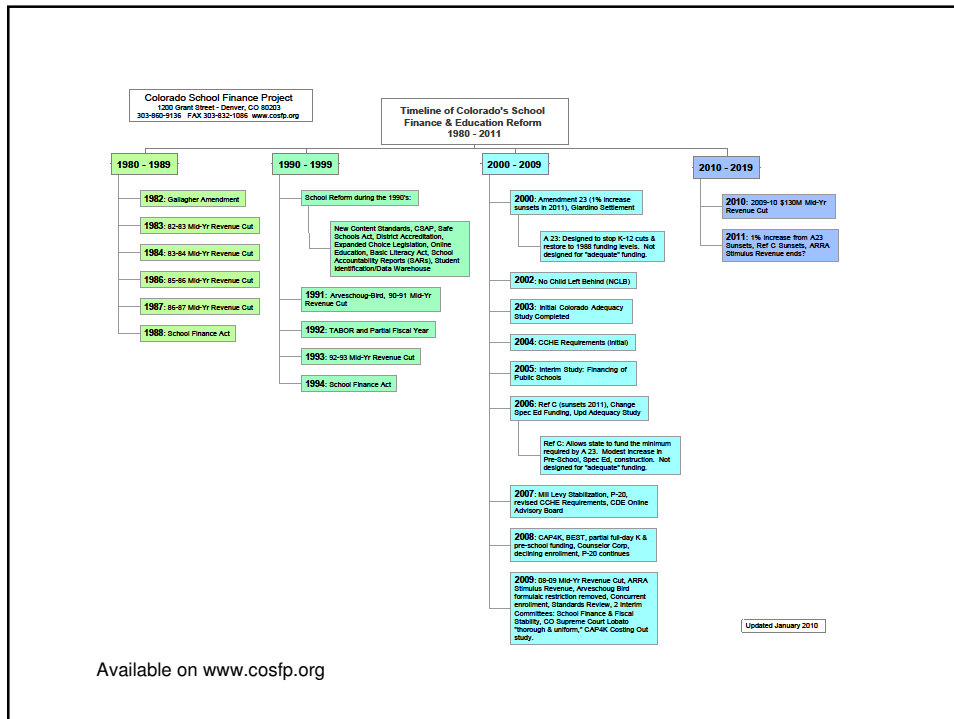 Colorado School Finance Project
1200 Grant Street - Denver, CO 80203
303-860-9136 FAX 303-832-1086 www.cosfp.org
Timeline of Colorado's School
Finance & Education Reform
1980 - 2011
1980 - 1989
1982: Gallagher Amendment
1983: 82-83 Mid-Yr Revenue Cut
1984: 83-84 Mid-Yr Revenue Cut
1986: 85-86 Mid-Yr Revenue Cut
1987: 86-87 Mid-Yr Revenue Cut
1988: School Finance Act
1990 - 1999
School Reform during the 1990's:
New Content Standards, CSAP, Safe
Schools Act, District Accreditation,
Expanded Choice Legislation, Online
Education, Basic Literacy Act, School
Accountability Reports (SARs), Student
Identification/Data Warehouse
1991: Arveschoug-Bird, 90-91 Mid-Yr
Revenue Cut
1992: TABOR and Partial Fiscal Year
1993: 92-93 Mid-Yr Revenue Cut
1994: School Finance Act
2000 - 2009
2000: Amendment 23 (1% increase
sunsets in 2011), Giardino Settlement
A 23: Designed to stop K-12 cuts &
restore to 1988 funding levels. Not
designed for "adequate" funding.
2002: No Child Left Behind (NCLB)
2003: Initial Colorado Adequacy
Study Completed
2004: CCHE Requirements (Initial)
2005: Interim Study: Financing of
Public Schools
2006: Ref C (sunsets 2011), Change
Spec Ed Funding, Upd Adequacy Study
Ref C: Allows state to fund the minimum
required by A 23. Modest increase in
Pre-School, Spec Ed, construction. Not
designed for "adequate" funding.
2007: Mill Levy Stabilization, P-20,
revised CCHE Requirements, CDE Online
Advisory Board
2008: CAP4K, BEST, partial full-day K &
pre-school funding, Counselor Corp,
declining enrollment, P-20 continues
2009: 08-09 Mid-Yr Revenue Cut, ARRA
Stimulus Revenue, Arveschoug Bird
formulaic restriction removed, Concurrent
enrollment, Standards Review, 2 Interim
Committees: School Finance & Fiscal
Stability, CO Supreme Court Lobato
"thorough & uniform," CAP4K Costing Out
study.
2010 - 2019
2010: 2009-10 $130M Mid-Yr
Revenue Cut
2011: 1% increase from A23
Sunsets, Ref C Sunsets, ARRA
Stimulus Revenue ends?
Updated January 2010
Available on www.cosfp.org